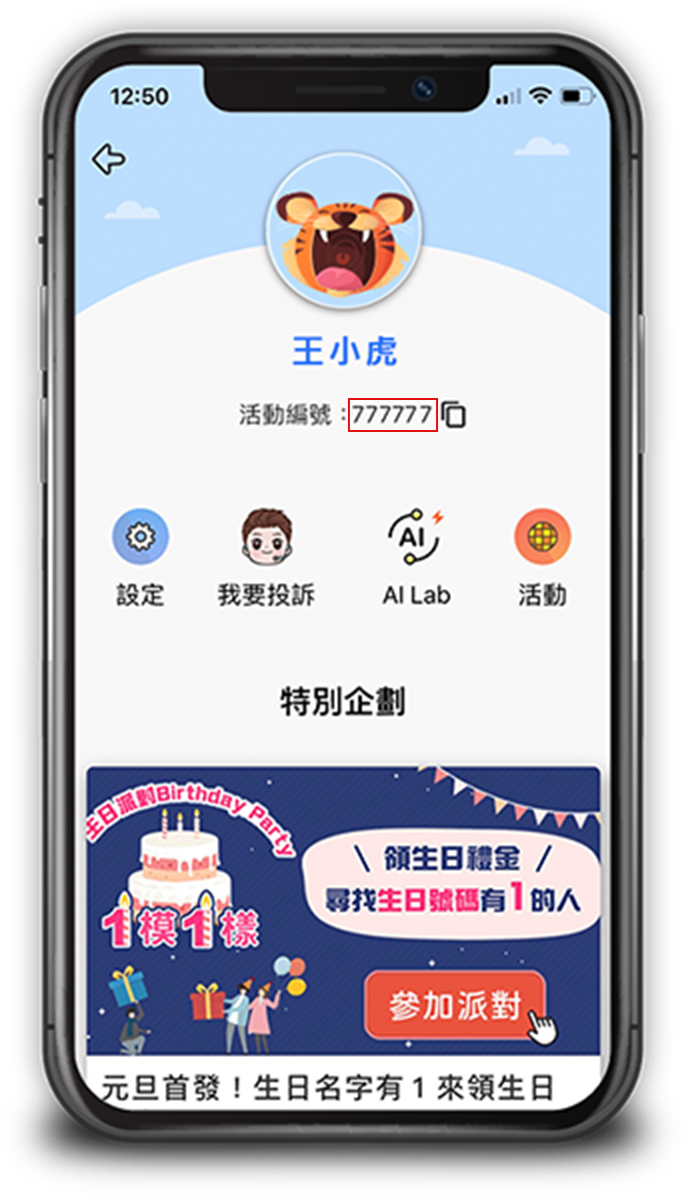 12:50
王小虎
活動編號：777777
設定
我要投訴
AI
AI Lab
活動
特別企劃
生日派對Birthday Party
\ 領生日禮金 /
尋找生日號碼有1的人
1模1樣
參加派對
元旦首發！生日名字有 1 來領生日